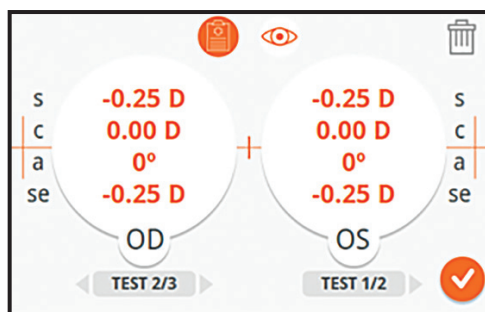 s -0.25 D -0.25 D s
c 0.00 D 0.00 D c
a 0º 0º a
se -0.25 D -0.25 D se
OD OS
TEST 2/3 TEST 1/2